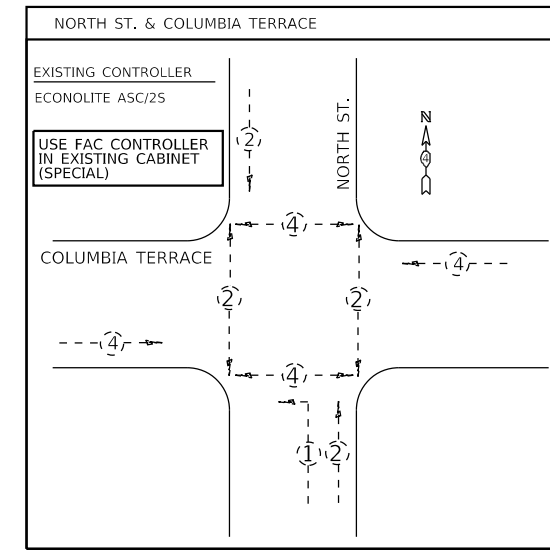 NORTH ST. & COLUMBIA TERRACE
EXISTING CONTROLLER
ECONOLITE ASC/2S
USE FAC CONTROLLER
IN EXISTING CABINET
(SPECIAL)
2
NORTH ST.
N
4
4
COLUMBIA TERRACE
4
2
2
4
4
1
2